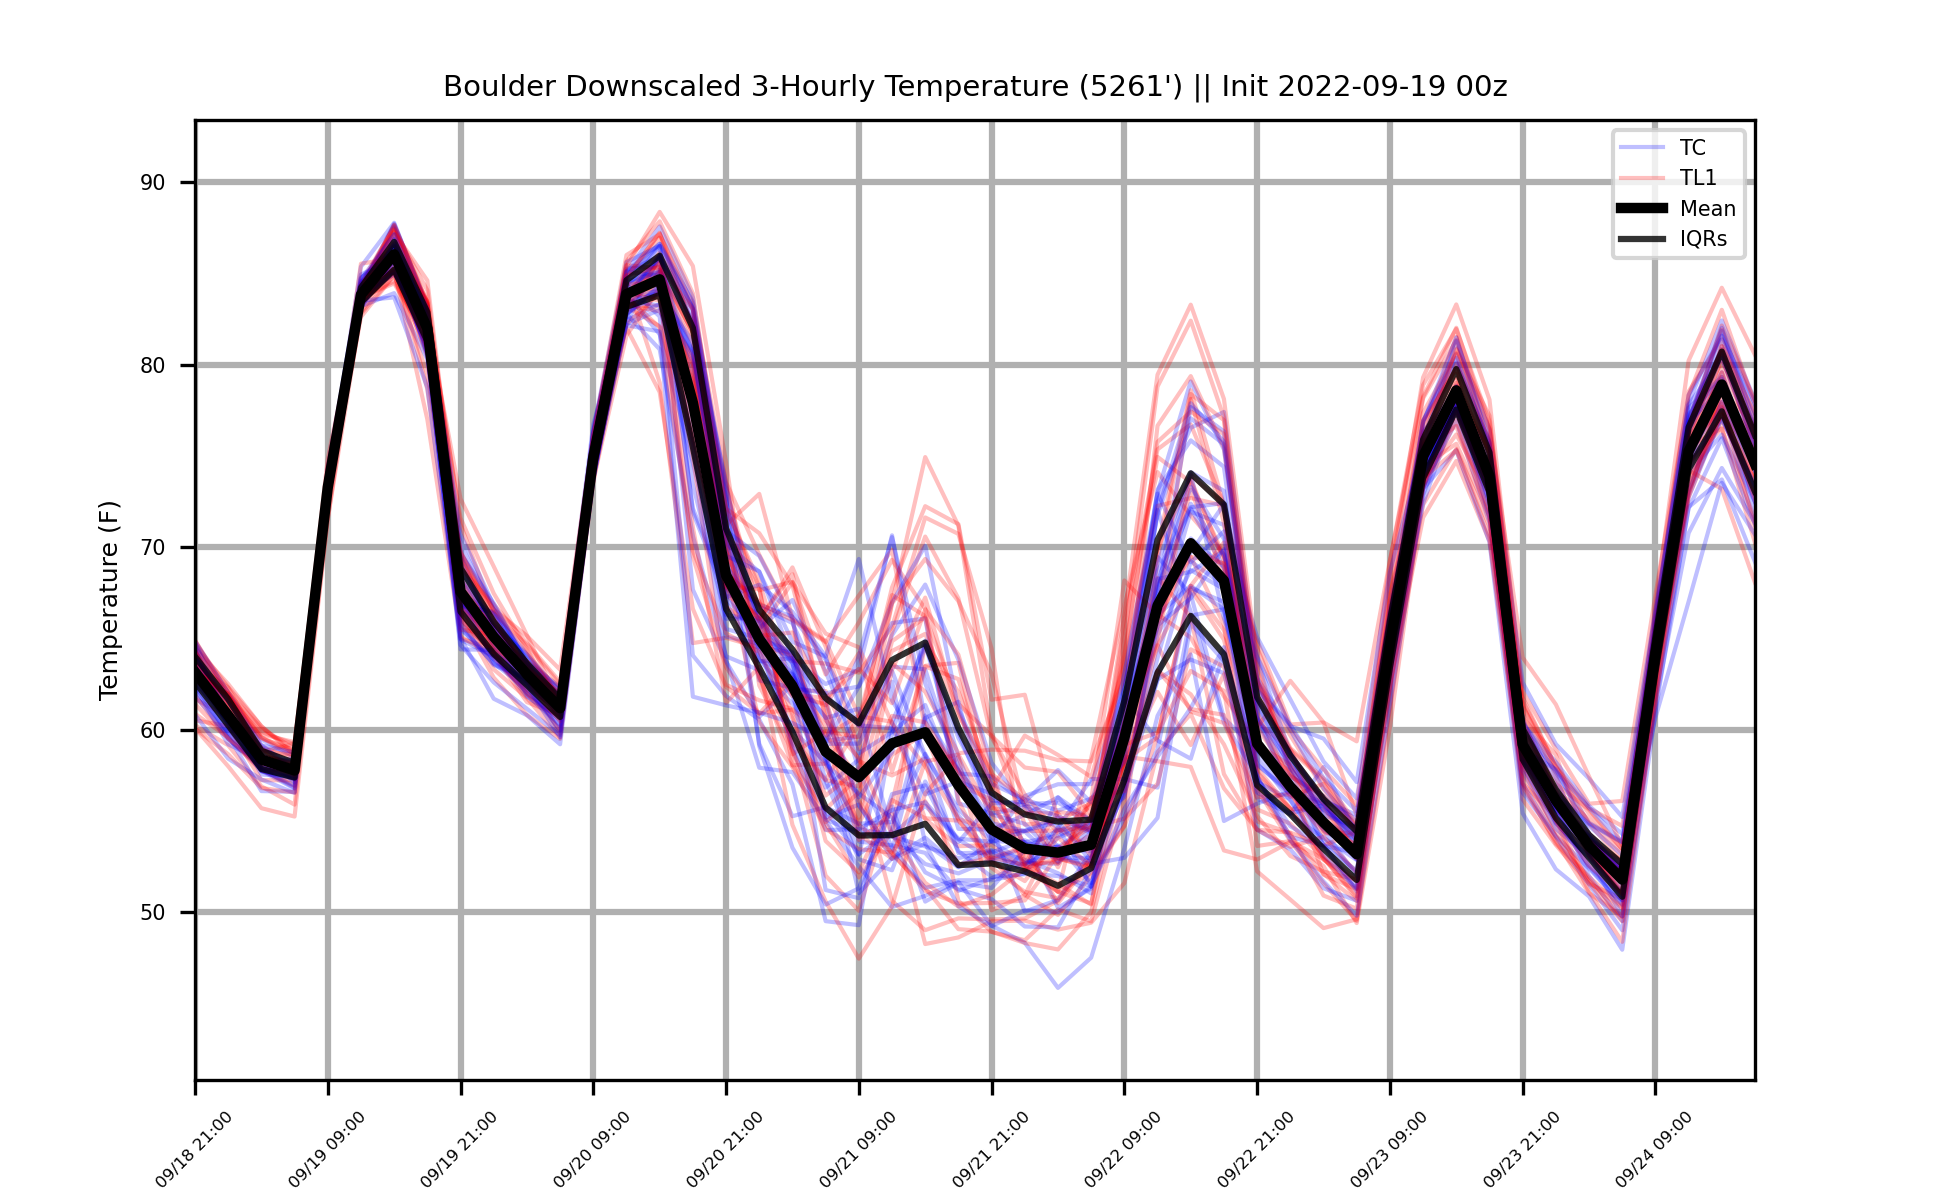 Boulder Downscaled 3-Hourly Temperature (5261') || Init 2022-09-19 00z
TC
TL1
Mean
IQRs
Temperature (F)
90
80
70
60
50
09/18 21:00
09/19 09:00
09/19 21:00
09/20 09:00
09/20 21:00
09/21 09:00
09/21 21:00
09/22 09:00
09/22 21:00
09/23 09:00
09/23 21:00
09/24 09:00